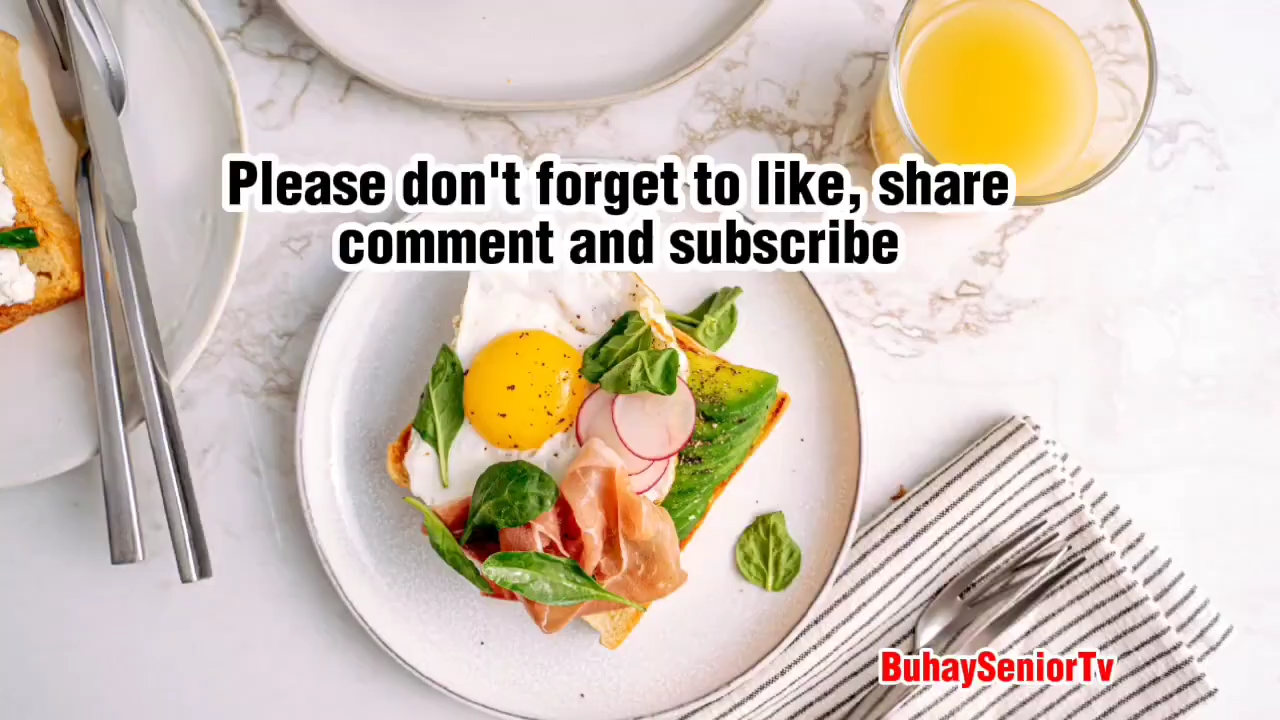 Please don't forget to like, share
comment and subscribe
BuhaySeniorTv